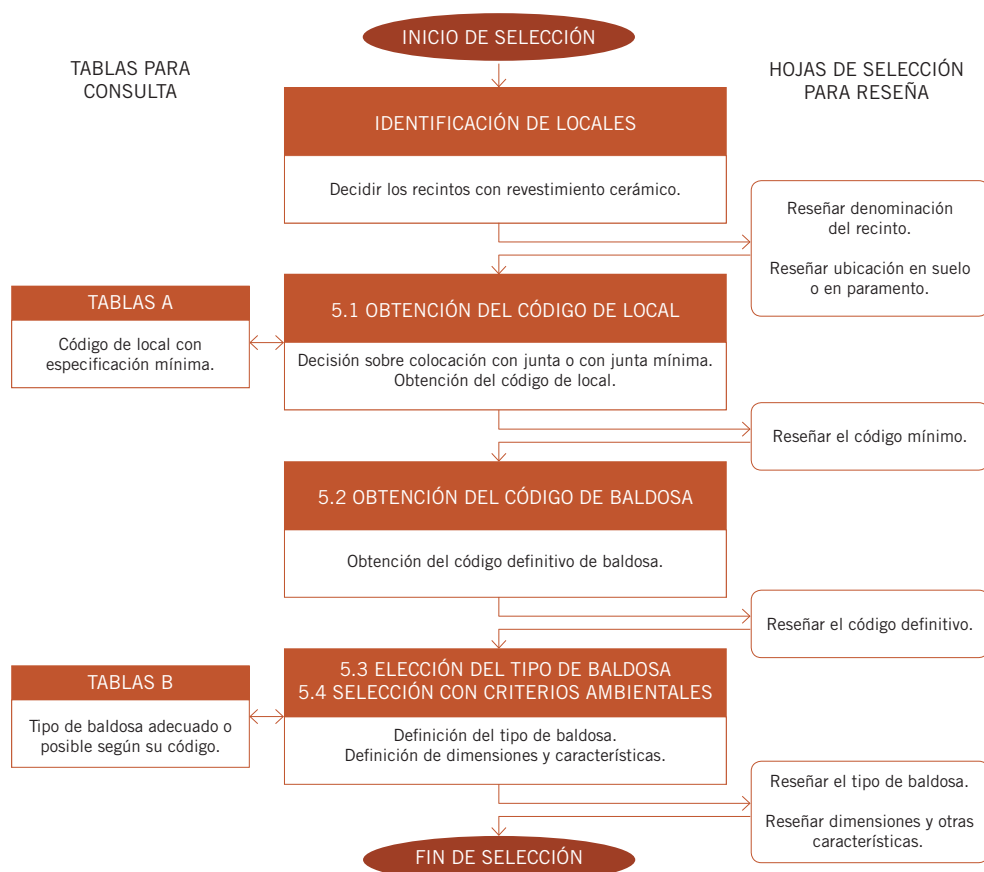 INICIO DE SELECCIÓN
TABLAS PARA
CONSULTA
HOJAS DE SELECCIÓN
PARA RESEÑA
IDENTIFICACIÓN DE LOCALES
Decidir los recintos con revestimiento cerámico.
Reseñar denominación
del recinto.
Reseñar ubicación en suelo
o en paramento.
TABLAS A
Código de local con
especificación mínima.
5.1 OBTENCIÓN DEL CÓDIGO DE LOCAL
Decisión sobre colocación con junta o con junta mínima.
Obtención del código de local.
Reseñar el código mínimo.
5.2 OBTENCIÓN DEL CÓDIGO DE BALDOSA
Obtención del código definitivo de baldosa.
Reseñar el código definitivo.
TABLAS B
Tipo de baldosa adecuado o
posible según su código.
5.3 ELECCIÓN DEL TIPO DE BALDOSA
5.4 SELECCIÓN CON CRITERIOS AMBIENTALES
Definición del tipo de baldosa.
Definición de dimensiones y características.
Reseñar el tipo de baldosa.
Reseñar dimensiones y otras
características.
FIN DE SELECCIÓN